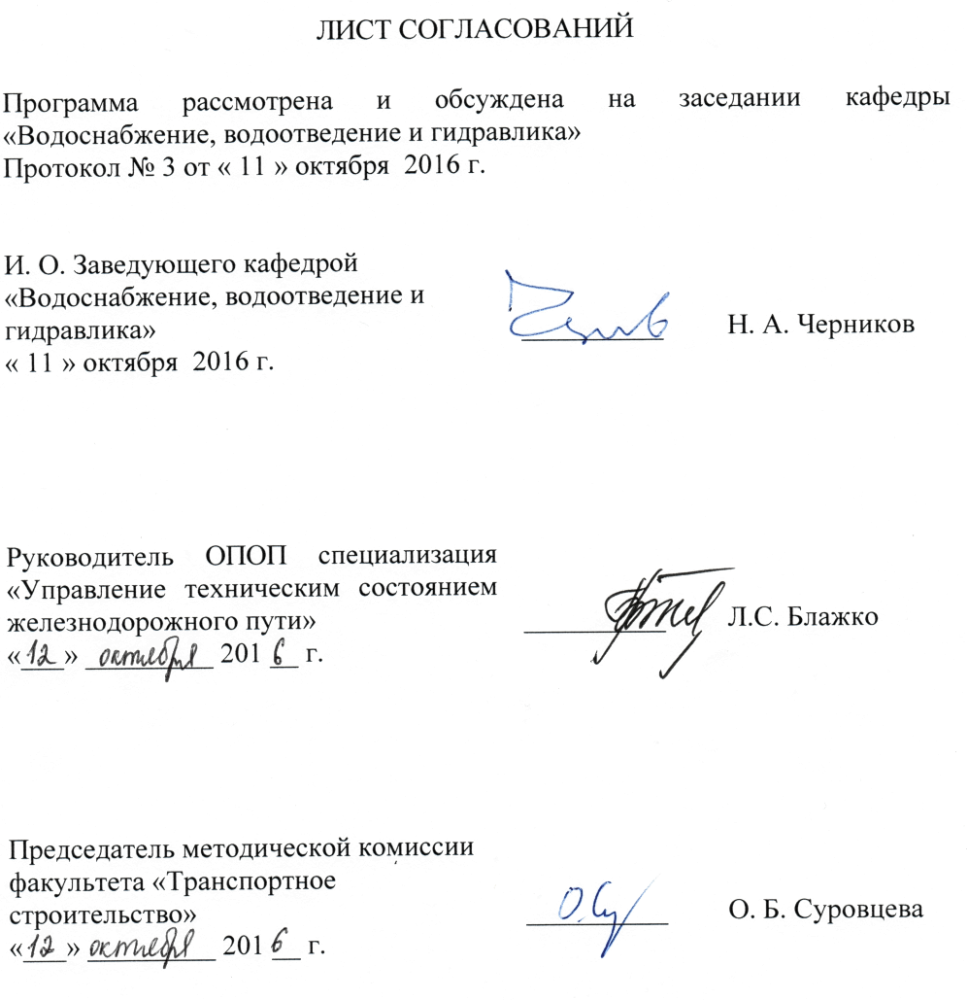 ЛИСТ СОГЛАСОВАНИЙ
Программа рассмотрена и обсуждена на заседании кафедры
«Водоснабжение, водоотведение и гидравлика»
Протокол № 3 от « 11 » октября 2016 г.
И. О. Заведующего кафедрой
«Водоснабжение, водоотведение и
гидравлика»
Н. А. Черников
« 11 » октября 2016 г.
Руководитель ОПОП специализация
«Управление техническим состоянием
железнодорожного пути»
Л.С. Блажко
«12» октября 2016 г.
Председатель методической комиссии
факультета «Транспортное
строительство»
О. Б. Суровцева
«12» октября 2016 г.